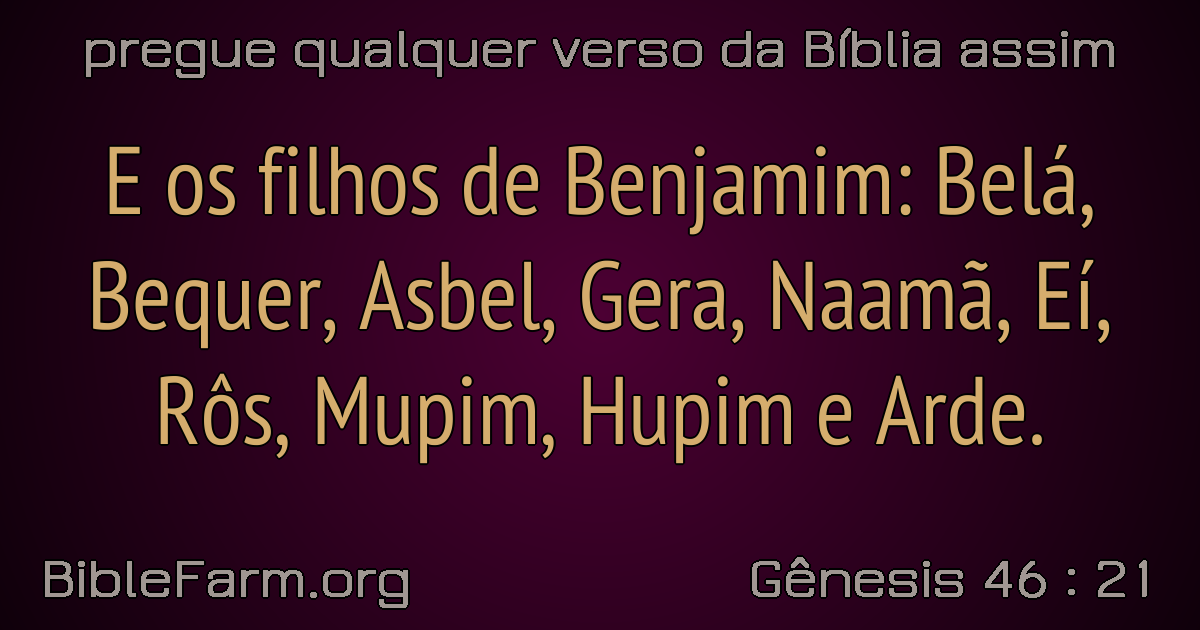 pregue qualquer verso da Bíblia assim
E os filhos de Benjamim: Belá,
Bequer, Asbel, Gera, Naamã, Eí,
Rôs, Mupim, Hupim e Arde.
BibleFarm.org
Gênesis 46 : 21